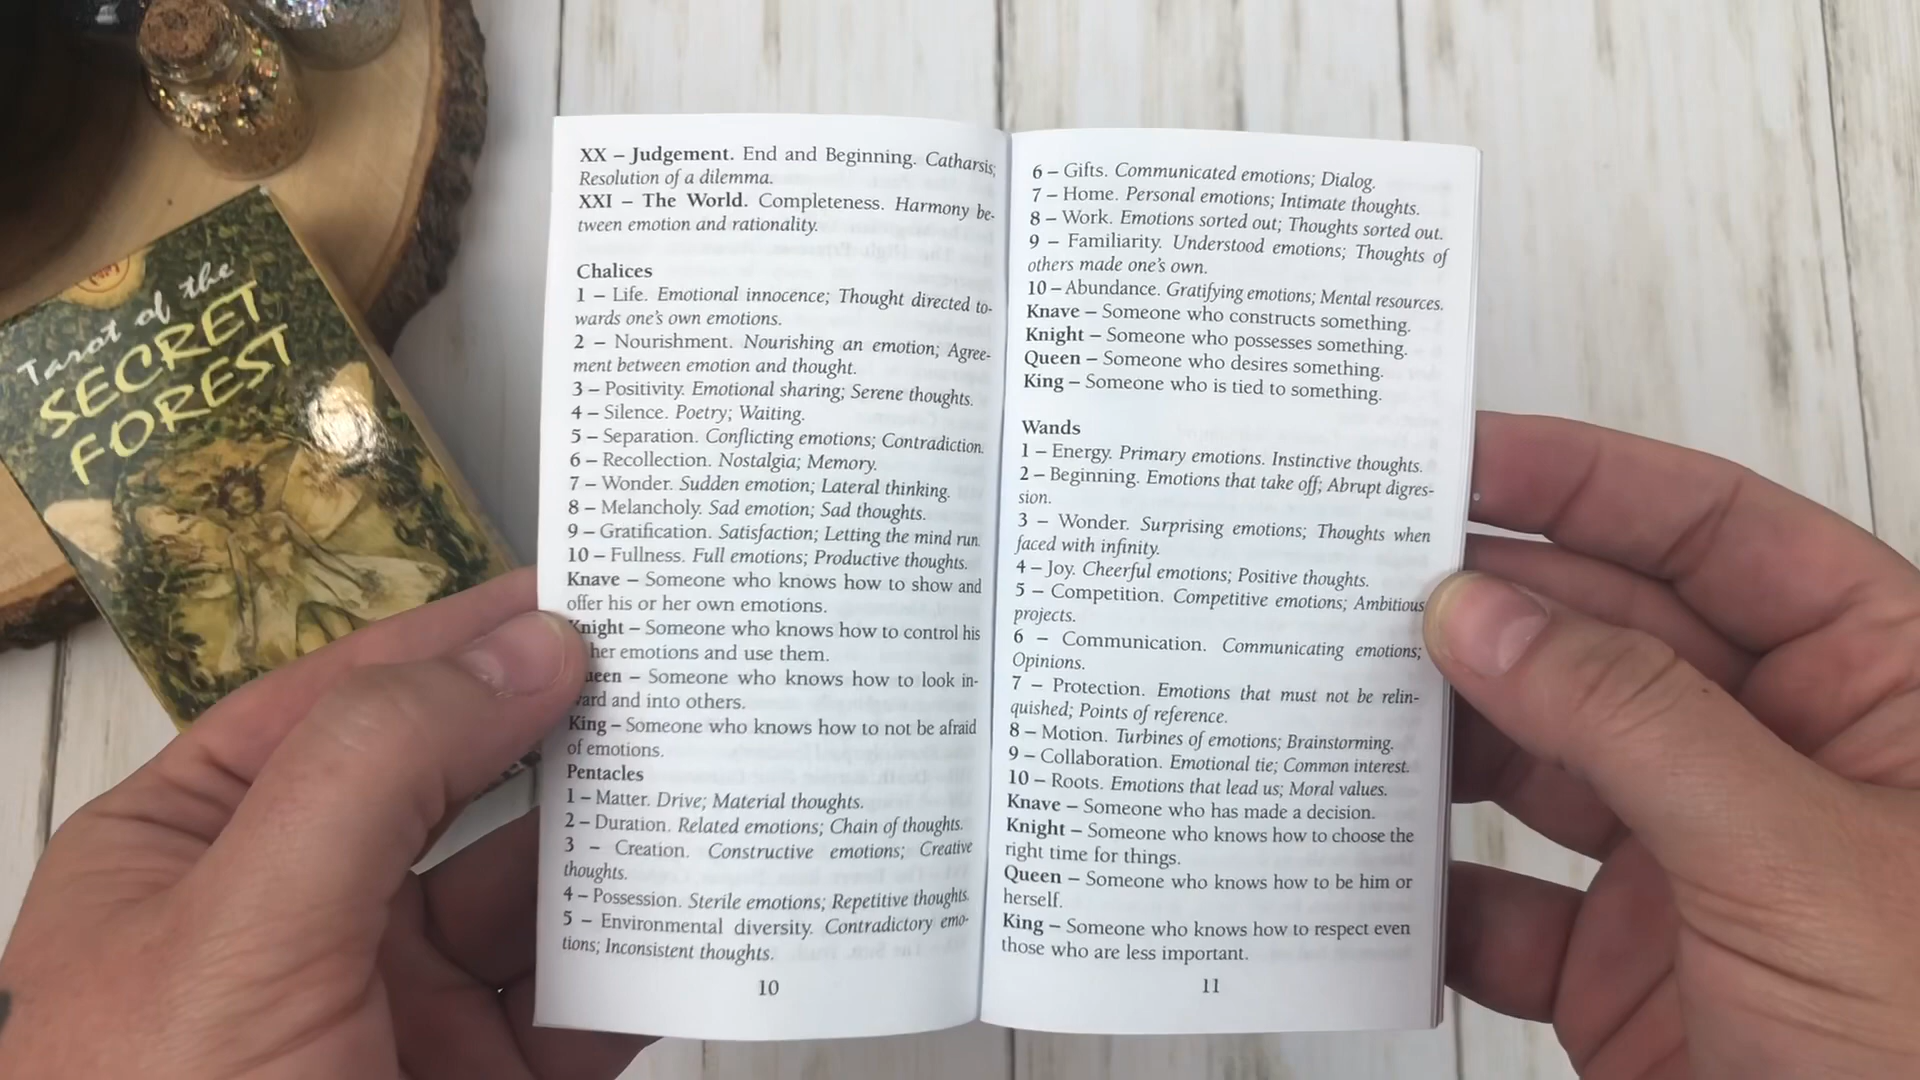 Tarot of the
SECRET
FOREST
XX – Judgement. End and Beginning. Catharsis;
Resolution of a dilemma.
XXI – The World. Completeness. Harmony be-
tween emotion and rationality.
Chalices
1 – Life. Emotional innocence; Thought directed to-
wards one's own emotions.
2 – Nourishment. Nourishing an emotion; Agree-
ment between emotion and thought.
3 – Positivity. Emotional sharing; Serene thoughts.
4 – Silence. Poetry; Waiting.
5 – Separation. Conflicting emotions; Contradiction.
6 – Recollection. Nostalgia; Memory.
7 – Wonder. Sudden emotion; Lateral thinking.
8 – Melancholy. Sad emotion; Sad thoughts.
9 – Gratification. Satisfaction; Letting the mind run.
10 – Fullness. Full emotions; Productive thoughts.
Knave – Someone who knows how to show and
offer his or her own emotions.
Knight – Someone who knows how to control his
her emotions and use them.
Queen – Someone who knows how to look in-
ward and into others.
King – Someone who knows how to not be afraid
of emotions.
Pentacles
1 – Matter. Drive; Material thoughts.
2 – Duration. Related emotions; Chain of thoughts.
3 – Creation. Constructive emotions; Creative
thoughts.
4 – Possession. Sterile emotions; Repetitive thoughts.
5 – Environmental diversity. Contradictory emo-
tions; Inconsistent thoughts.
10
6 – Gifts. Communicated emotions; Dialog.
7 – Home. Personal emotions; Intimate thoughts.
8 – Work. Emotions sorted out; Thoughts sorted out.
9 – Familiarity. Understood emotions; Thoughts of
others made one's own.
10 – Abundance. Gratifying emotions; Mental resources.
Knave – Someone who constructs something.
Knight – Someone who possesses something.
Queen – Someone who desires something.
King – Someone who is tied to something.
Wands
1 – Energy. Primary emotions. Instinctive thoughts.
2 – Beginning. Emotions that take off; Abrupt digres-
sion.
3 – Wonder. Surprising emotions; Thoughts when
faced with infinity.
4 – Joy. Cheerful emotions; Positive thoughts.
5 – Competition. Competitive emotions; Ambitious
projects.
6 – Communication. Communicating emotions;
Opinions.
7 – Protection. Emotions that must not be relin-
quished; Points of reference.
8 – Motion. Turbines of emotions; Brainstorming.
9 – Collaboration. Emotional tie; Common interest.
10 – Roots. Emotions that lead us; Moral values.
Knave – Someone who has made a decision.
Knight – Someone who knows how to choose the
right time for things.
Queen – Someone who knows how to be him or
herself.
King – Someone who knows how to respect even
those who are less important.
11